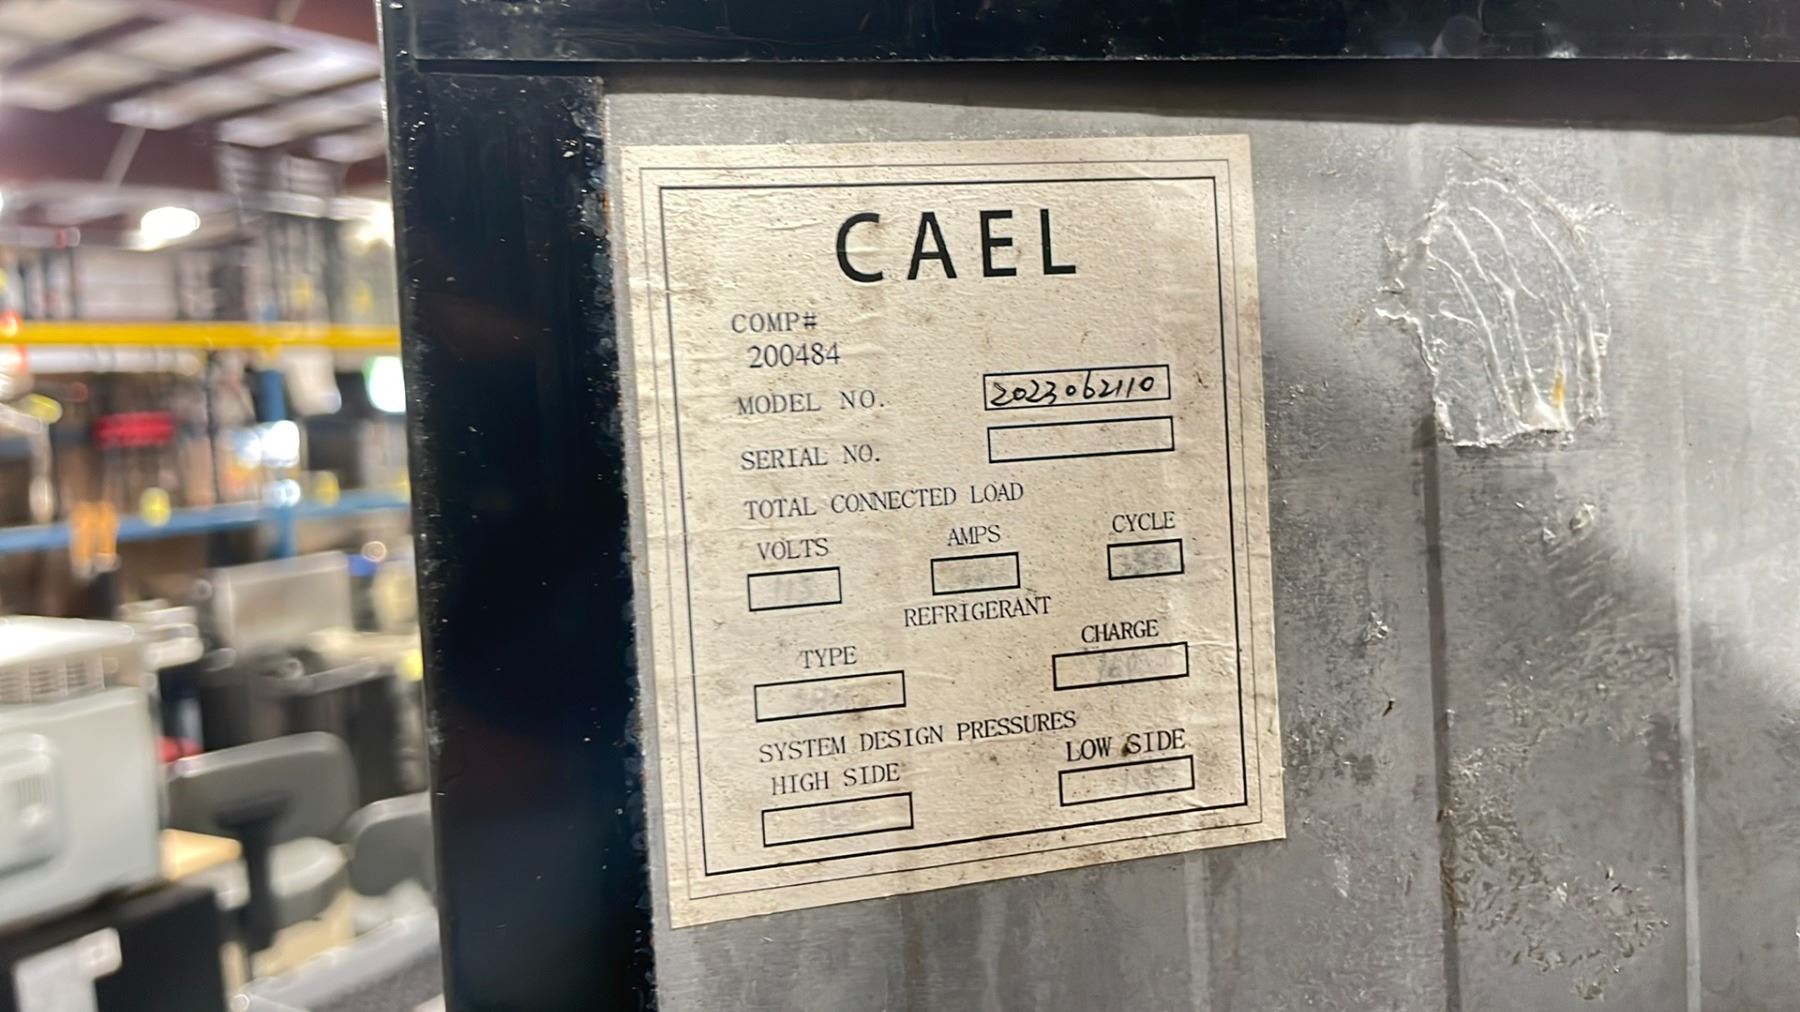 CAEL
COMP#
200484
MODEL NO. 2023062110
SERIAL NO.
TOTAL CONNECTED LOAD
VOLTS AMPS CYCLE
115
REFRIGERANT
TYPE CHARGE
SYSTEM DESIGN PRESSURES
HIGH SIDE LOW SIDE